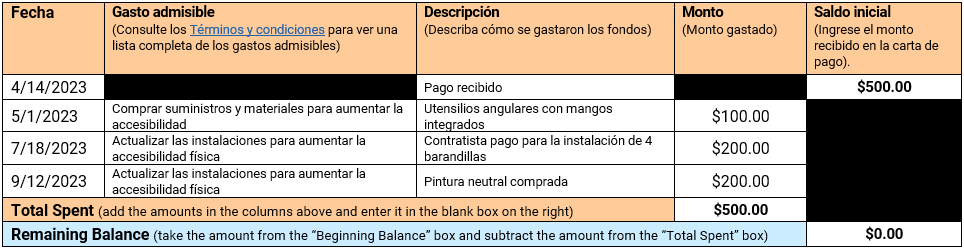 Fecha
Gasto admisible
(Consulte los Términos y condiciones para ver una
lista completa de los gastos admisibles)
Descripción
(Describa cómo se gastaron los fondos)
Monto
(Monto gastado)
Saldo inicial
(Ingrese el monto
recibido en la carta de
pago).
4/14/2023
Pago recibido
$500.00
5/1/2023
Comprar suministros y materiales para aumentar la
accesibilidad
Utensilios angulares con mangos
integrados
$100.00
7/18/2023
Actualizar las instalaciones para aumentar la
accesibilidad física
Contratista pago para la instalación de 4
barandillas
$200.00
9/12/2023
Actualizar las instalaciones para aumentar la
accesibilidad física
Pintura neutral comprada
$200.00
Total Spent (add the amounts in the columns above and enter it in the blank box on the right)
$500.00
Remaining Balance (take the amount from the “Beginning Balance” box and subtract the amount from the “Total Spent” box)
$0.00